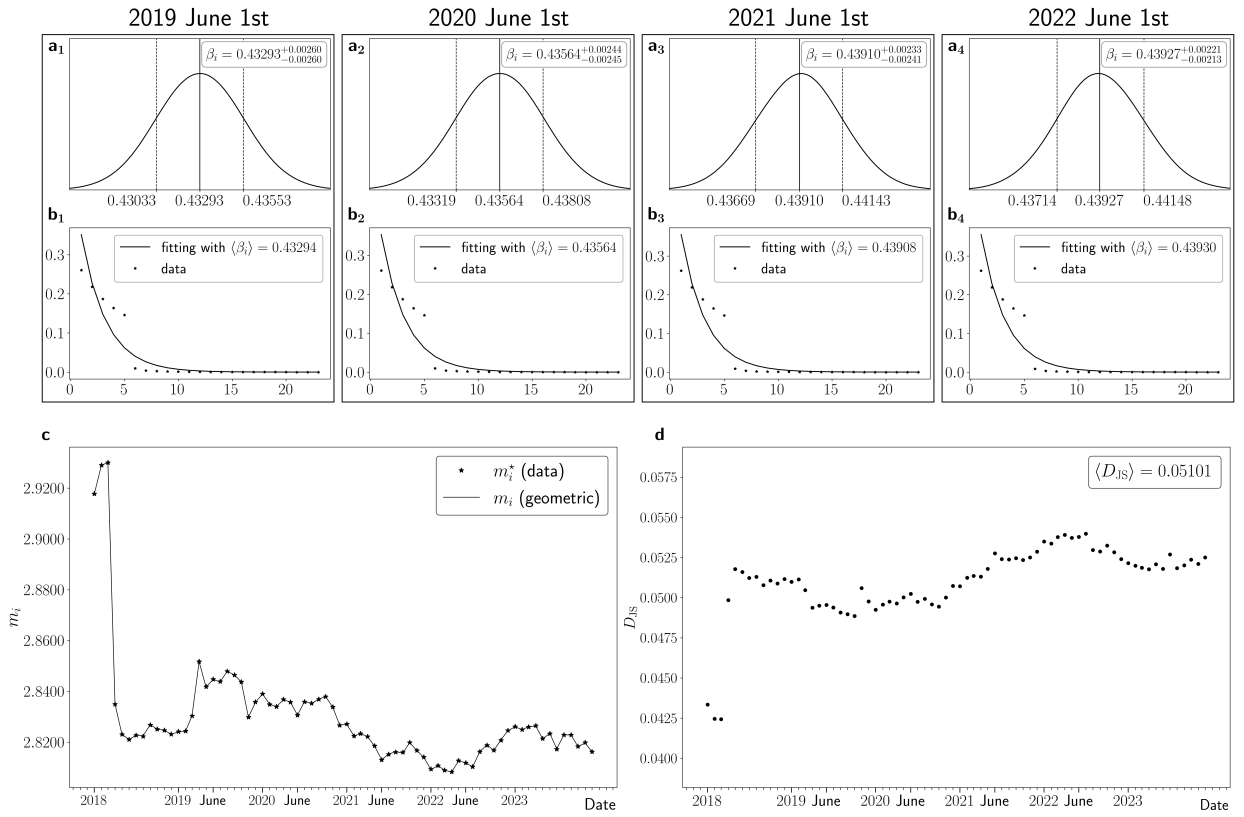 2019 June 1st 2020 June 1st 2021 June 1st 2022 June 1st
a₁ βᵢ = 0.43293 +0.00260 −0.00260
a₂ βᵢ = 0.43564 +0.00244 −0.00245
a₃ βᵢ = 0.43910 +0.00233 −0.00241
a₄ βᵢ = 0.43927 +0.00221 −0.00213
0.43033 0.43293 0.43553
0.43319 0.43564 0.43808
0.43669 0.43910 0.44143
0.43714 0.43927 0.44148
b₁
fitting with ⟨βᵢ⟩ = 0.43294
data
0.3
0.2
0.1
0.0
0 5 10 15 20
b₂
fitting with ⟨βᵢ⟩ = 0.43564
data
0.3
0.2
0.1
0.0
0 5 10 15 20
b₃
fitting with ⟨βᵢ⟩ = 0.43908
data
0.3
0.2
0.1
0.0
0 5 10 15 20
b₄
fitting with ⟨βᵢ⟩ = 0.43930
data
0.3
0.2
0.1
0.0
0 5 10 15 20
c
mᵢ* (data)
mᵢ (geometric)
2.9200
2.9000
2.8800
2.8600
2.8400
2.8200
mᵢ
2018 2019 June 2020 June 2021 June 2022 June 2023
Date
d
⟨D_JS⟩ = 0.05101
0.0575
0.0550
0.0525
0.0500
0.0475
0.0450
0.0425
0.0400
D_JS
2018 2019 June 2020 June 2021 June 2022 June 2023
Date